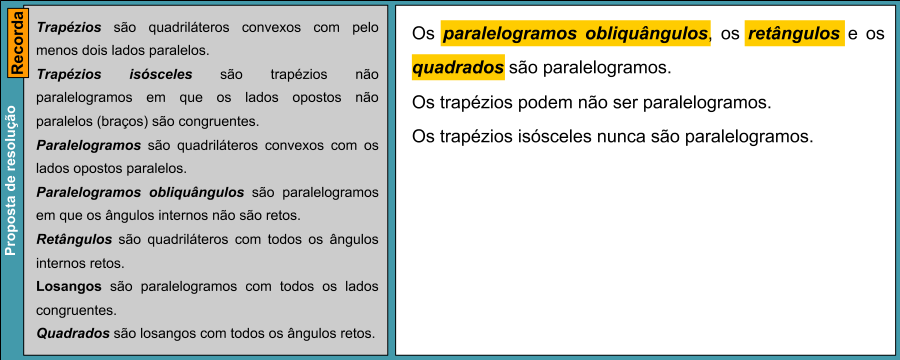 Recorda
Proposta de resolução
Trapézios são quadriláteros convexos com pelo
menos dois lados paralelos.
Trapézios isósceles são trapézios não
paralelogramos em que os lados opostos não
paralelos (braços) são congruentes.
Paralelogramos são quadriláteros convexos com os
lados opostos paralelos.
Paralelogramos obliquângulos são paralelogramos
em que os ângulos internos não são retos.
Retângulos são quadriláteros com todos os ângulos
internos retos.
Losangos são paralelogramos com todos os lados
congruentes.
Quadrados são losangos com todos os ângulos retos.
Os paralelogramos obliquângulos, os retângulos e os
quadrados são paralelogramos.
Os trapézios podem não ser paralelogramos.
Os trapézios isósceles nunca são paralelogramos.